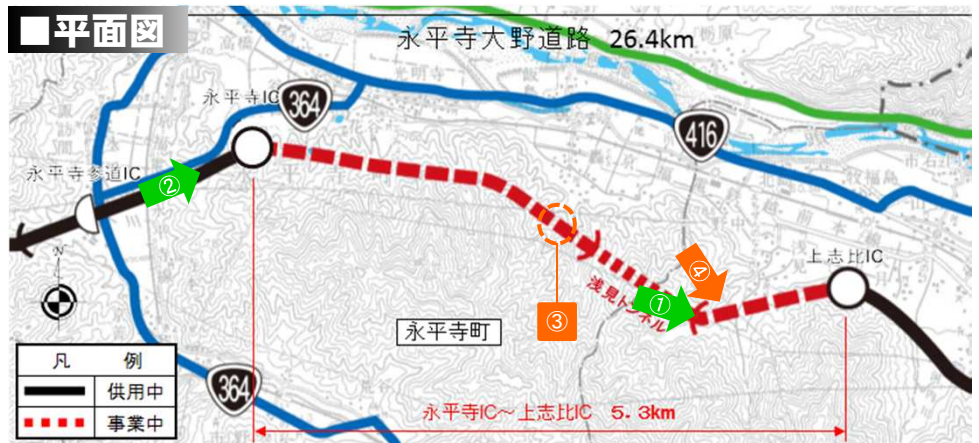 ■平面図
永平寺大野道路 26.4km
永平寺IC
364
416
永平寺参道IC
②
上志比IC
④
①
浅見トンネル
③
永平寺町
凡 例
供用中
事業中
364
永平寺IC~上志比IC 5.3km
N